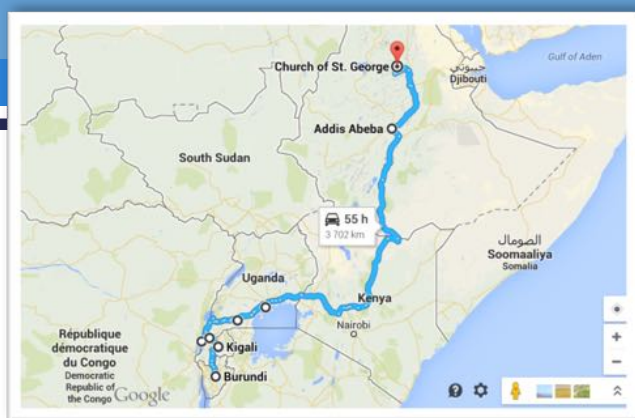 Church of St. George
جيبوتي
Djibouti
Gulf of Aden
Addis Abeba
South Sudan
55 h
3 702 km
الصومال
Soomaaliya
Somalia
Uganda
Kenya
Nairobi
République
démocratique
du Congo
Democratic
Republic of
the Congo
Kigali
Burundi
Google